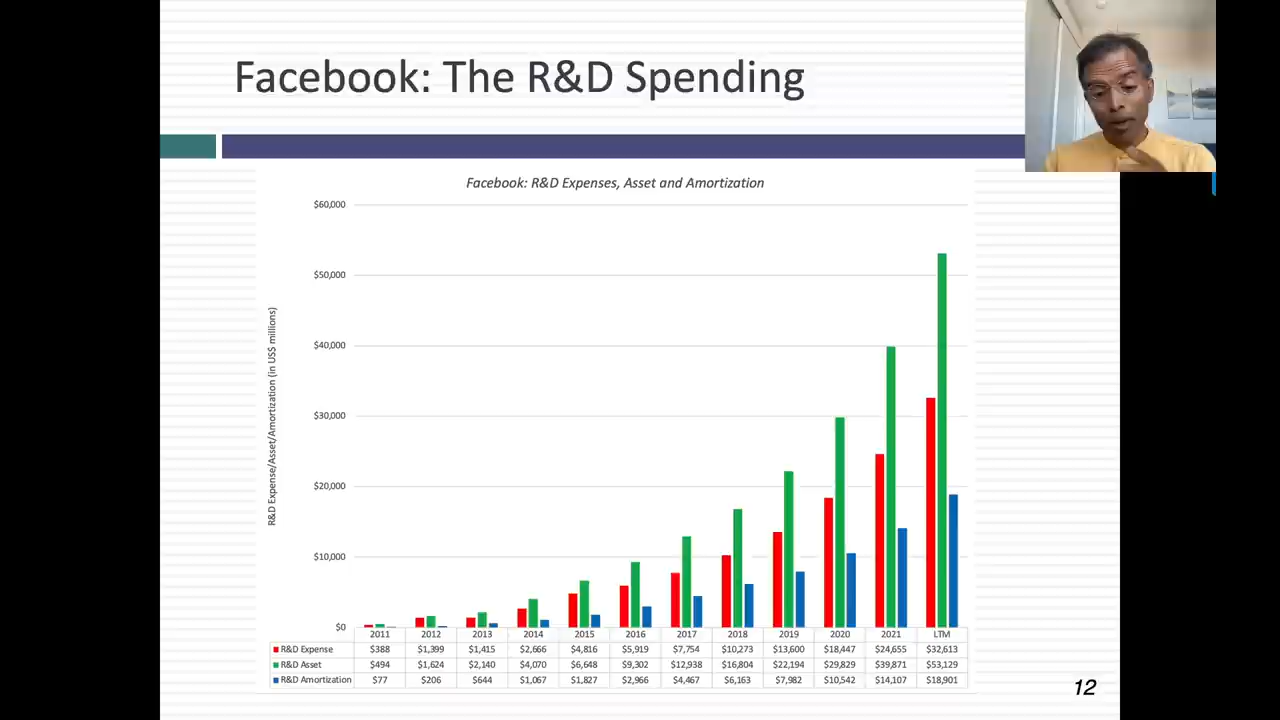 Facebook: The R&D Spending
Facebook: R&D Expenses, Asset and Amortization
R&D Expense/Asset/Amortization (in US$ millions)
$60,000
$50,000
$40,000
$30,000
$20,000
$10,000
$0
2011 2012 2013 2014 2015 2016 2017 2018 2019 2020 2021 LTM
R&D Expense $388 $1,399 $1,415 $2,666 $4,816 $5,919 $7,754 $10,273 $13,600 $18,447 $24,655 $32,613
R&D Asset $494 $1,624 $2,140 $4,070 $6,648 $9,302 $12,938 $16,804 $22,194 $29,829 $39,871 $53,129
R&D Amortization $77 $206 $644 $1,067 $1,827 $2,966 $4,467 $6,163 $7,982 $10,542 $14,107 $18,901
12